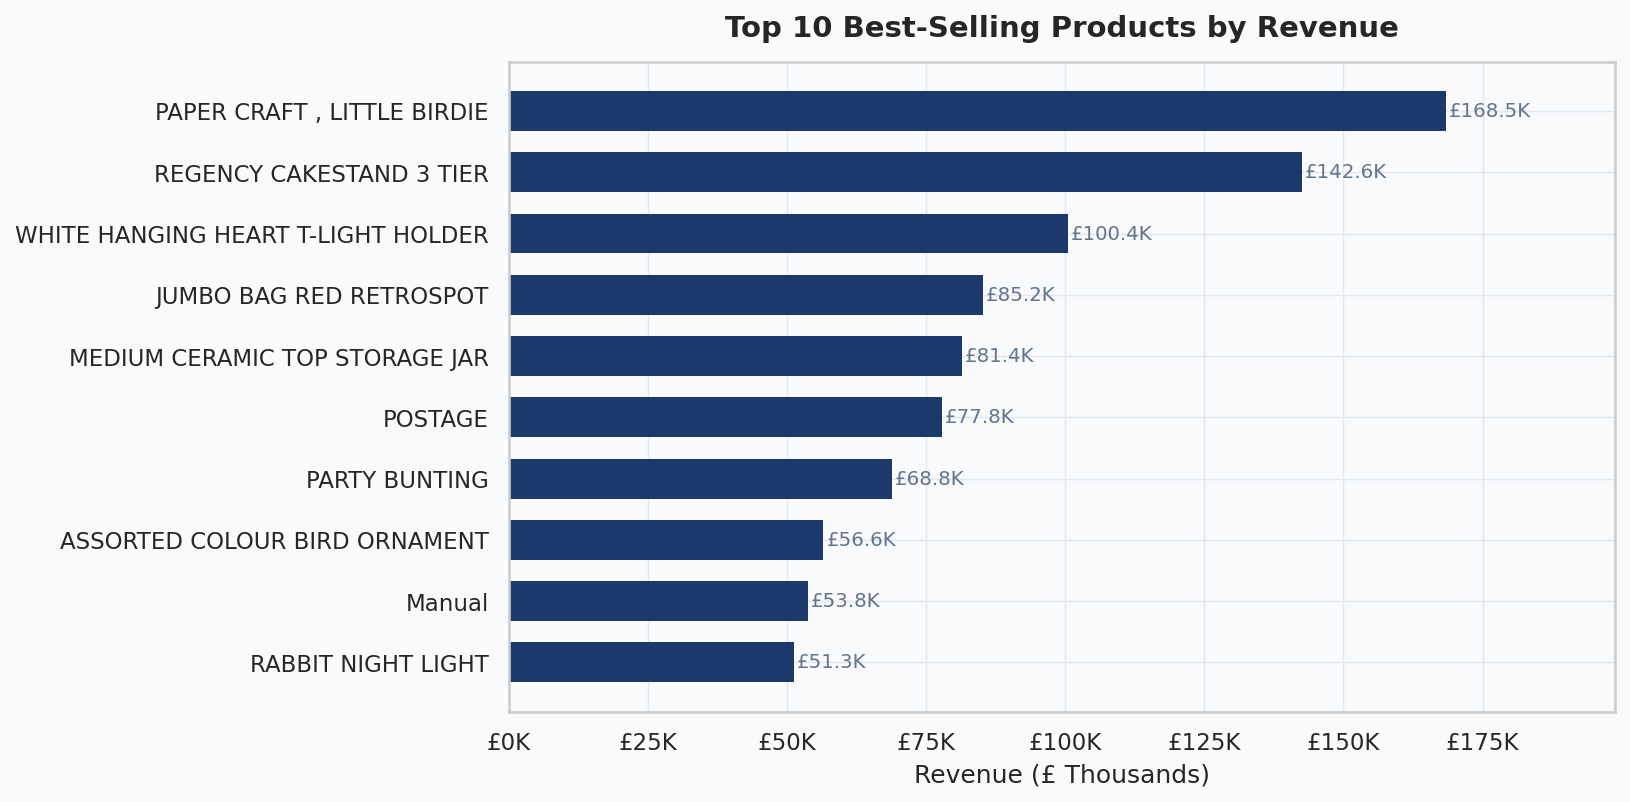 Top 10 Best-Selling Products by Revenue
PAPER CRAFT , LITTLE BIRDIE £168.5K
REGENCY CAKESTAND 3 TIER £142.6K
WHITE HANGING HEART T-LIGHT HOLDER £100.4K
JUMBO BAG RED RETROSPOT £85.2K
MEDIUM CERAMIC TOP STORAGE JAR £81.4K
POSTAGE £77.8K
PARTY BUNTING £68.8K
ASSORTED COLOUR BIRD ORNAMENT £56.6K
Manual £53.8K
RABBIT NIGHT LIGHT £51.3K
£0K £25K £50K £75K £100K £125K £150K £175K
Revenue (£ Thousands)